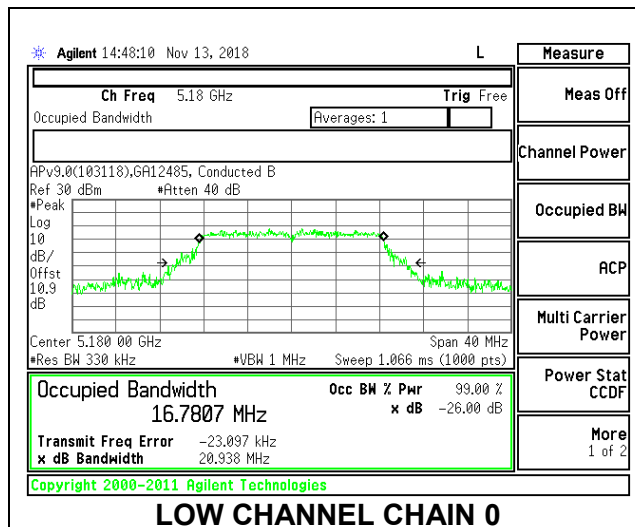 Agilent 14:48:10 Nov 13, 2018 L
Measure
Ch Freq 5.18 GHz Trig Free
Meas Off
Occupied Bandwidth Averages: 1
Channel Power
APv9.0(103118),GA12485, Conducted B
Ref 30 dBm #Atten 40 dB
#Peak
Log
10
dB/
Offst
10.9
dB
Occupied BW
ACP
Multi Carrier
Power
Center 5.180 00 GHz Span 40 MHz
#Res BW 330 kHz #VBW 1 MHz Sweep 1.066 ms (1000 pts)
Power Stat
CCDF
Occupied Bandwidth Occ BW % Pwr 99.00 %
16.7807 MHz x dB -26.00 dB
Transmit Freq Error -23.097 kHz
x dB Bandwidth 20.938 MHz
More
1 of 2
Copyright 2000-2011 Agilent Technologies
LOW CHANNEL CHAIN 0